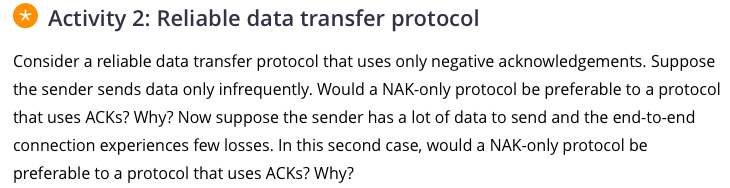 Activity 2: Reliable data transfer protocol
Consider a reliable data transfer protocol that uses only negative acknowledgements. Suppose
the sender sends data only infrequently. Would a NAK-only protocol be preferable to a protocol
that uses ACKs? Why? Now suppose the sender has a lot of data to send and the end-to-end
connection experiences few losses. In this second case, would a NAK-only protocol be
preferable to a protocol that uses ACKs? Why?